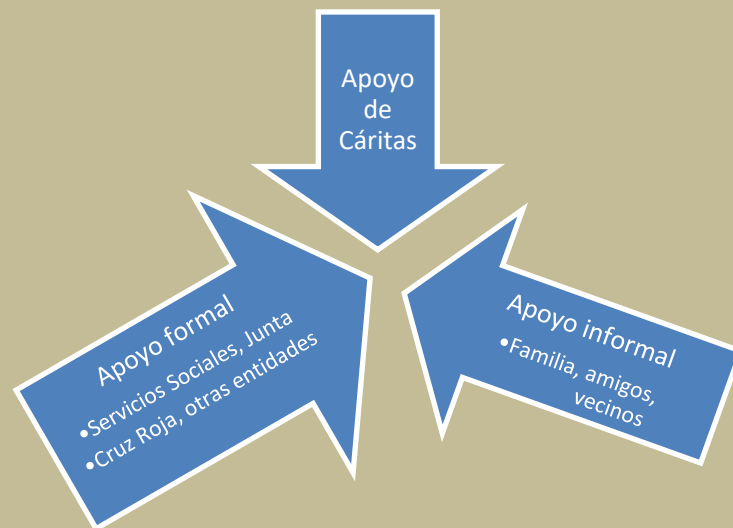 Apoyo
de
Cáritas
Apoyo formal
•Servicios Sociales, Junta
•Cruz Roja, otras entidades
Apoyo informal
•Familia, amigos,
vecinos